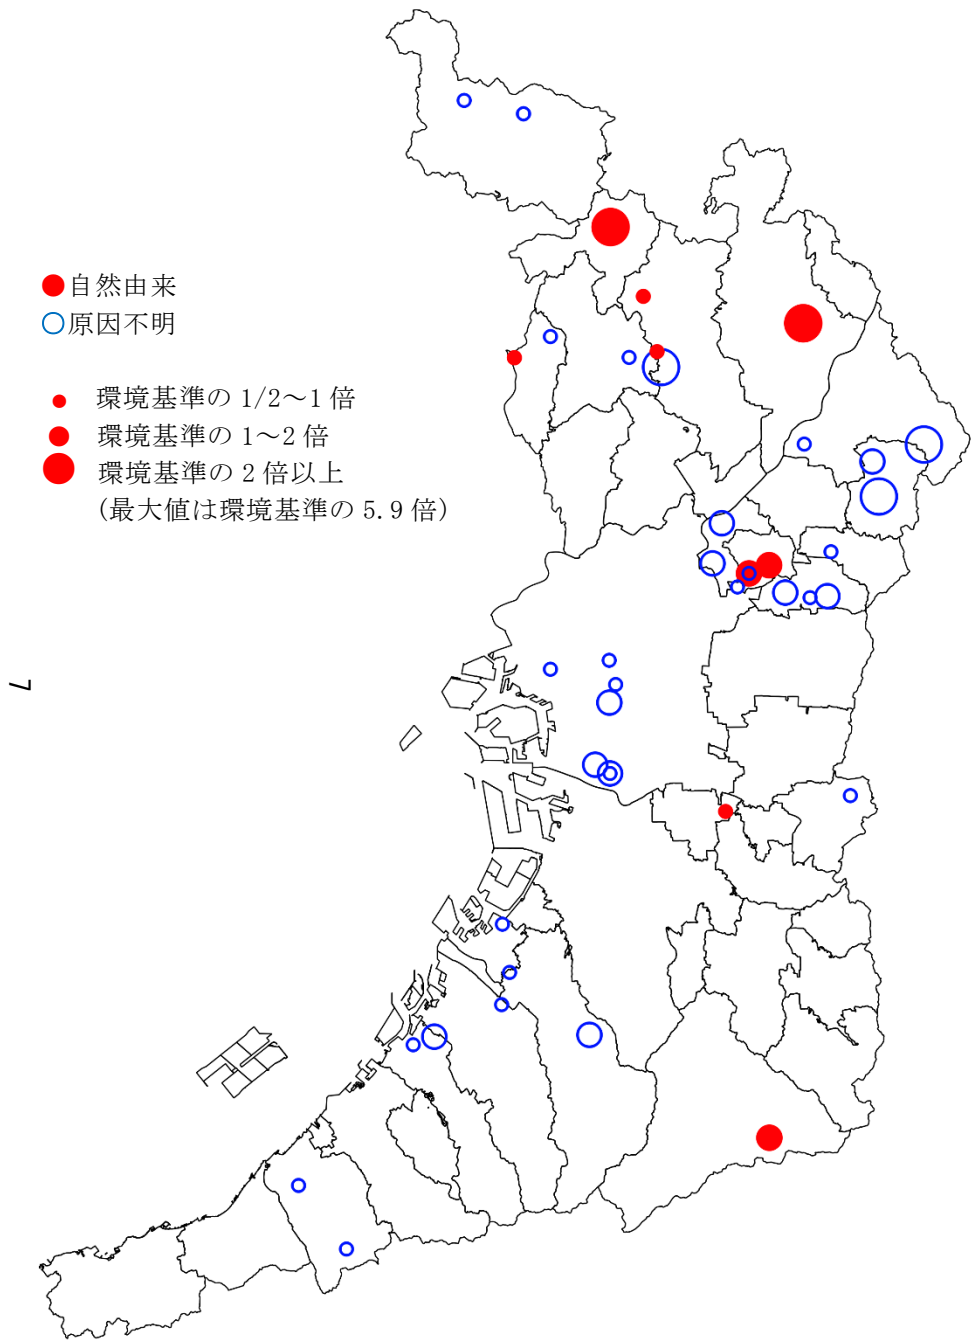 自然由来
原因不明
環境基準の 1/2～1 倍
環境基準の 1～2 倍
環境基準の 2 倍以上
(最大値は環境基準の 5.9 倍)
7